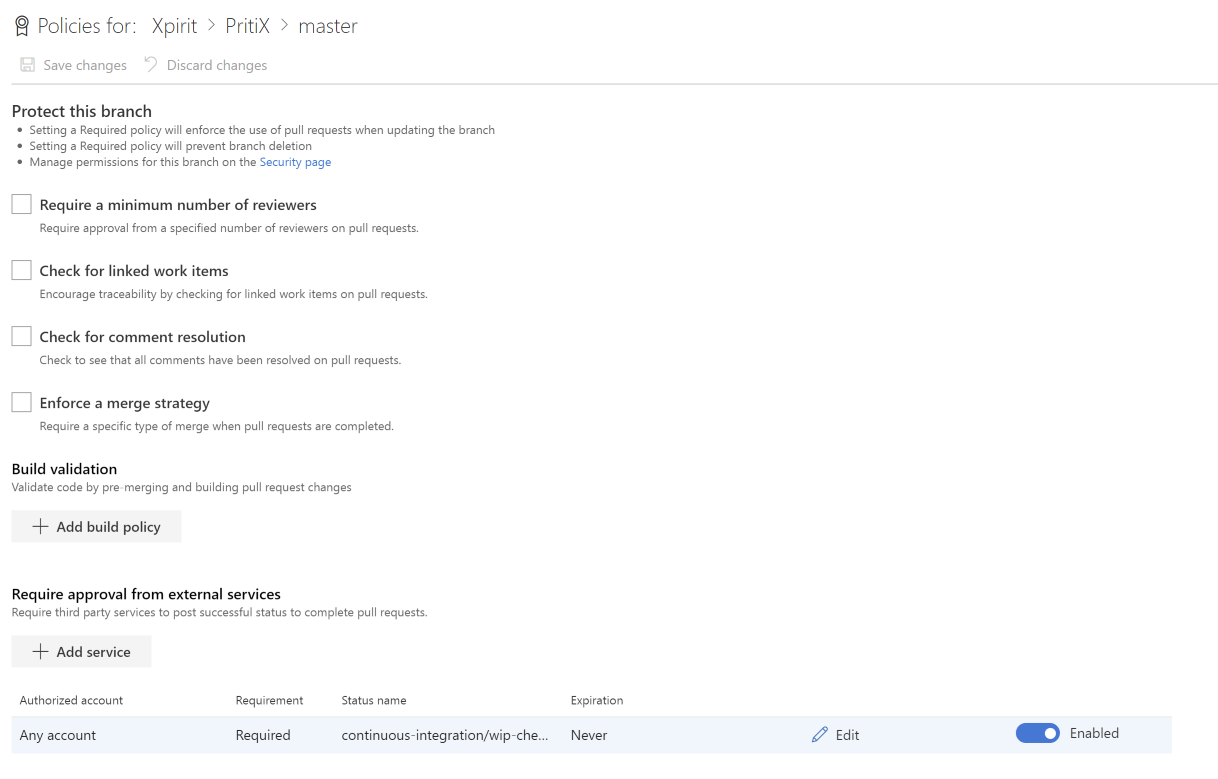 Policies for: Xpirit > PritiX > master
Save changes Discard changes
Protect this branch
• Setting a Required policy will enforce the use of pull requests when updating the branch
• Setting a Required policy will prevent branch deletion
• Manage permissions for this branch on the Security page
Require a minimum number of reviewers
Require approval from a specified number of reviewers on pull requests.
Check for linked work items
Encourage traceability by checking for linked work items on pull requests.
Check for comment resolution
Check to see that all comments have been resolved on pull requests.
Enforce a merge strategy
Require a specific type of merge when pull requests are completed.
Build validation
Validate code by pre-merging and building pull request changes
+ Add build policy
Require approval from external services
Require third party services to post successful status to complete pull requests.
+ Add service
Authorized account Requirement Status name Expiration
Any account Required continuous-integration/wip-che... Never Edit Enabled